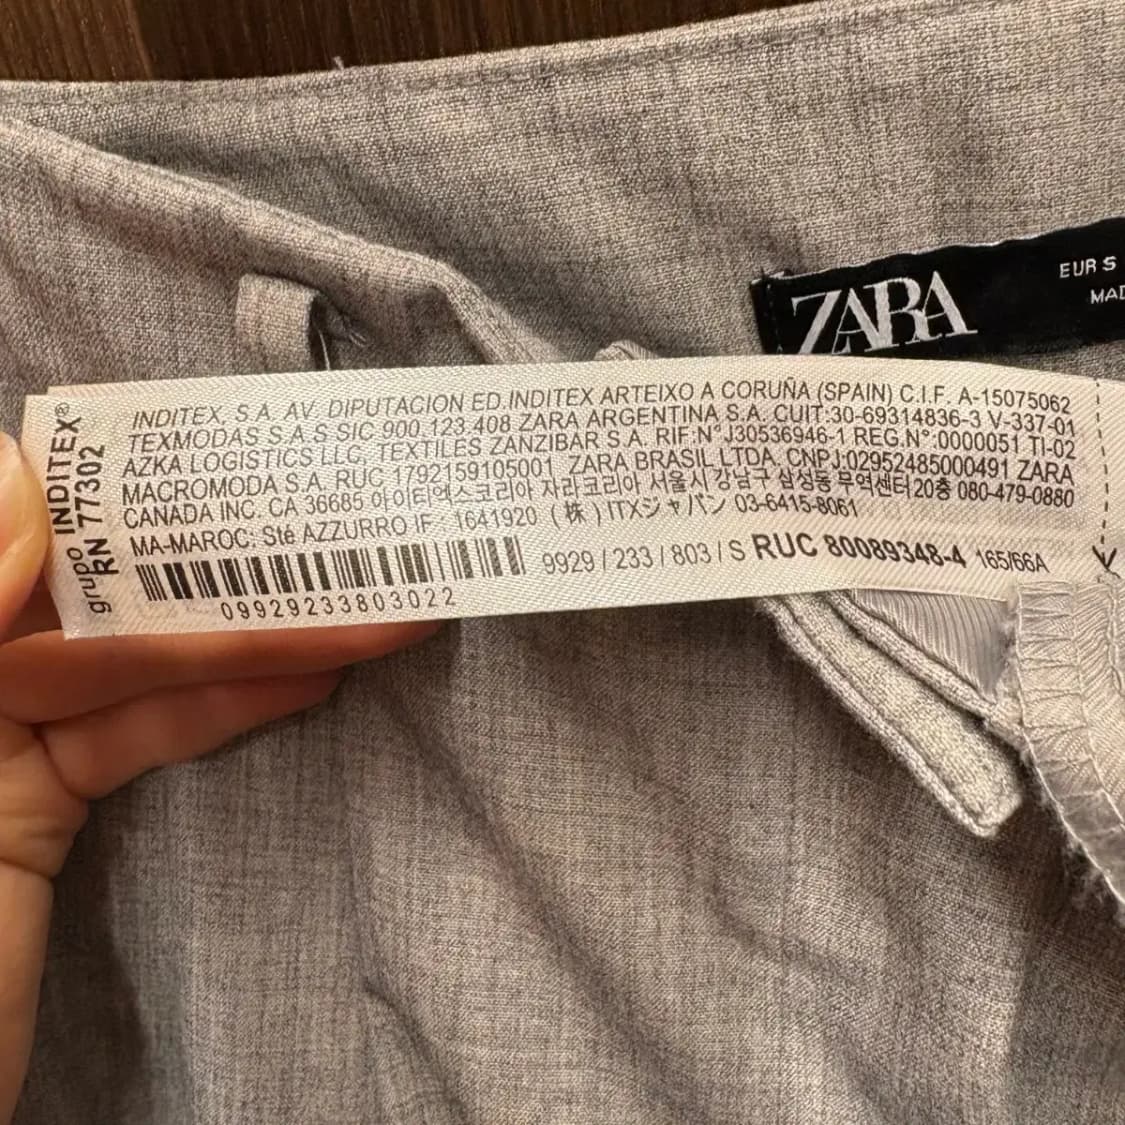 ZARA
EUR S
INDITEX, S.A. AV. DIPUTACION ED.INDITEX ARTEIXO A CORUÑA (SPAIN) C.I.F. A-15075062
TEXMODAS S.A.S SIC 900.123.408 ZARA ARGENTINA S.A. CUIT:30-69314836-3 V-337-01
AZKA LOGISTICS LLC, TEXTILES ZANZIBAR S.A. RIF:N°J30536946-1 REG.N°:0000051 TI-02
MACROMODA S.A. RUC 1792159105001 ZARA BRASIL LTDA. CNPJ:02952485000491 ZARA
CANADA INC. CA 36685 아이티엑스코리아 자라코리아 서울시 강남구 삼성동 무역센터20층 080-479-0880
MA-MAROC: Sté AZZURRO IF : 1641920 (株) ITXジャパン 03-6415-8061
9929 / 233 / 803 / S RUC 80089348-4 165/66A
09929233803022
grupo INDITEX®
RN 77302